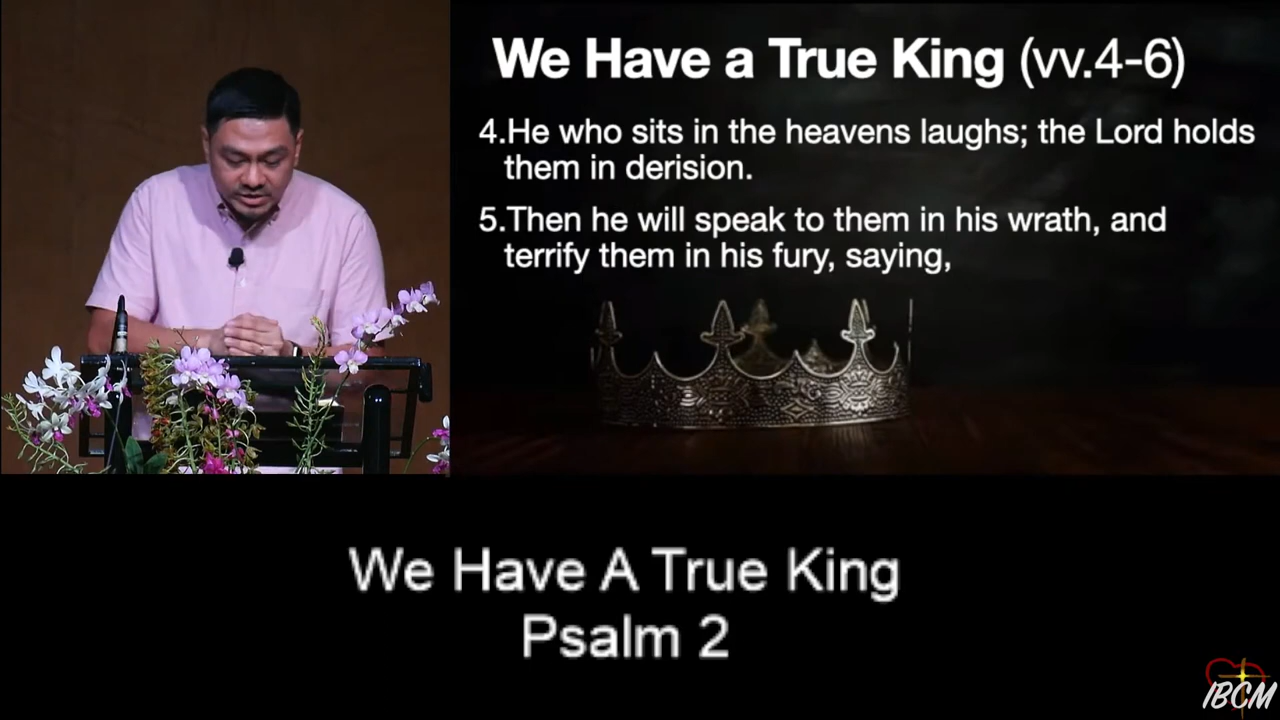 We Have a True King (vv.4-6)
4.He who sits in the heavens laughs; the Lord holds
them in derision.
5.Then he will speak to them in his wrath, and
terrify them in his fury, saying,
We Have A True King
Psalm 2
IBCM